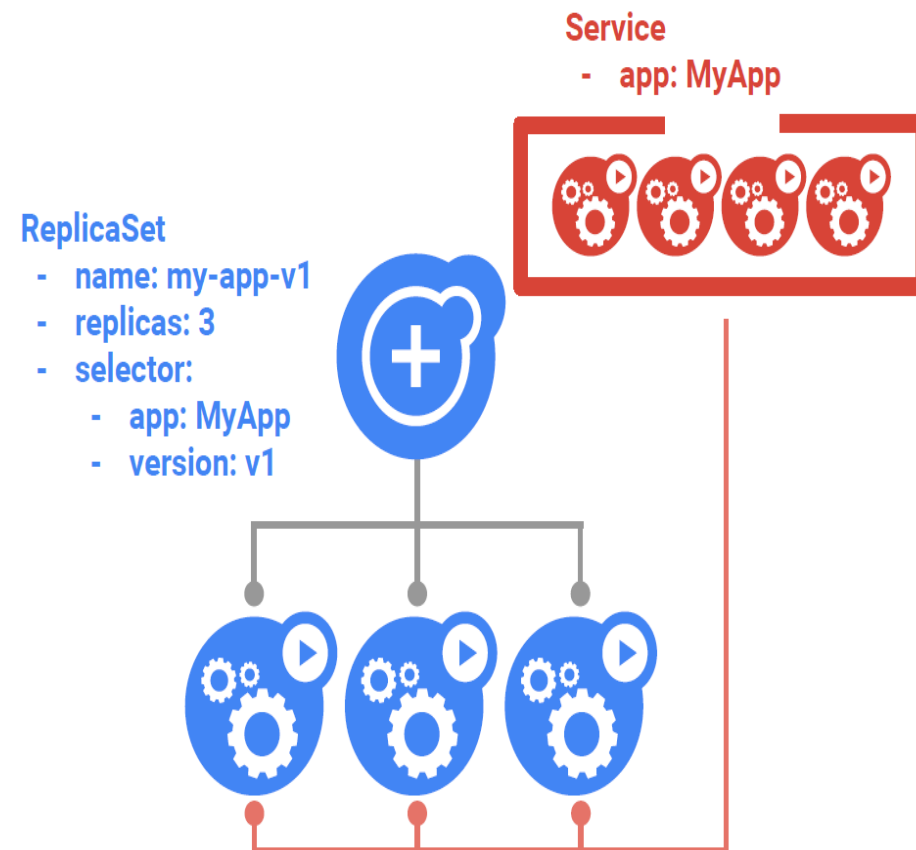 Service
- app: MyApp
ReplicaSet
- name: my-app-v1
- replicas: 3
- selector:
- app: MyApp
- version: v1